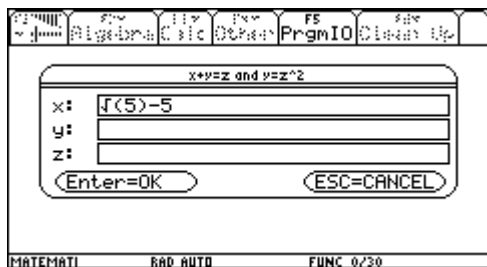 Algebra Calc Other PrgmIO Clean Up
F5
x+y=z and y=z^2
x: √(5)-5
y:
z:
Enter=OK ESC=CANCEL
MATEMATI RAD AUTO FUNC 0/30